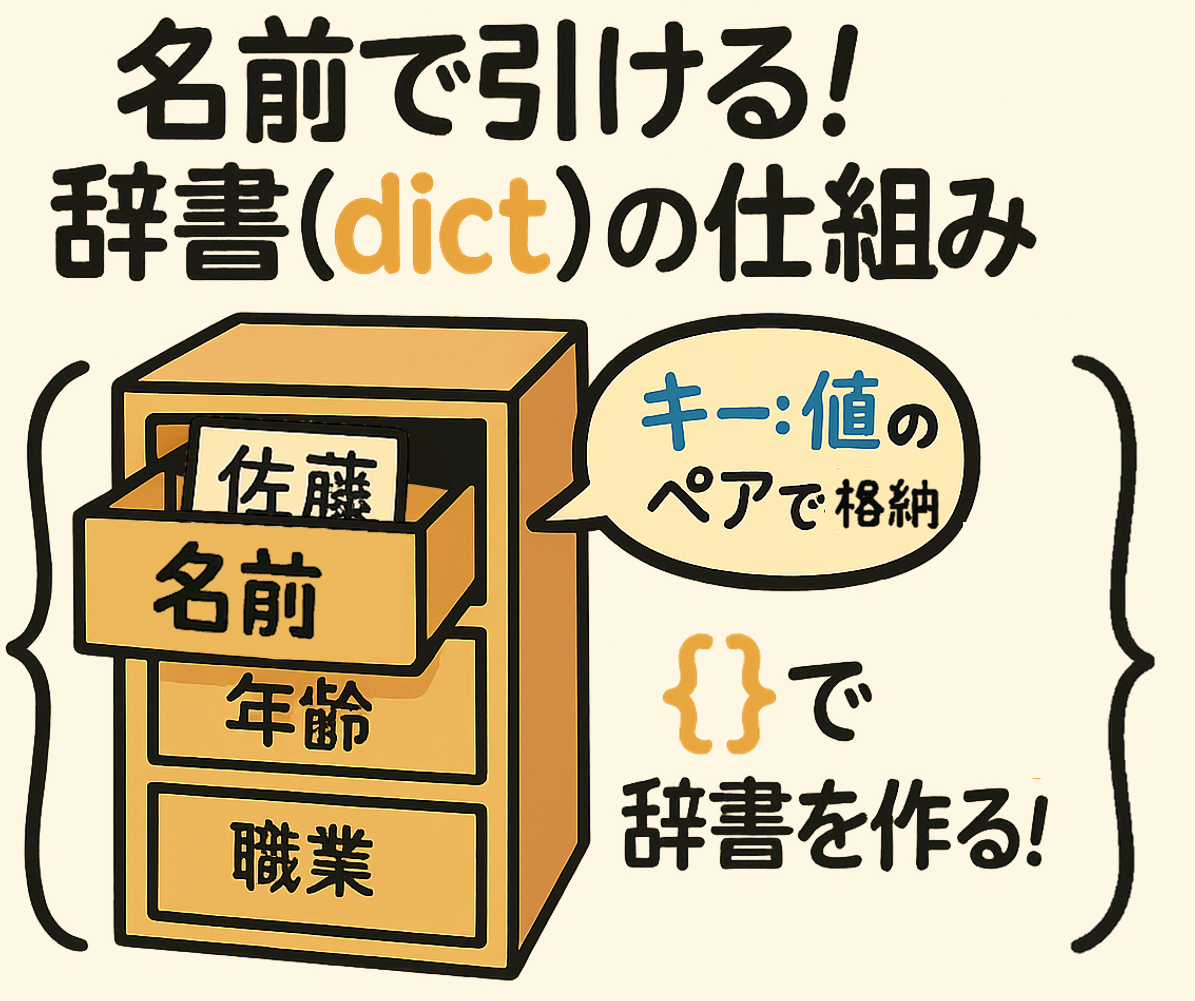 名前で引ける!
辞書(dict)の仕組み
キー:値の
ペアで格納
佐藤
名前
年齢
職業
{}で
辞書を作る!